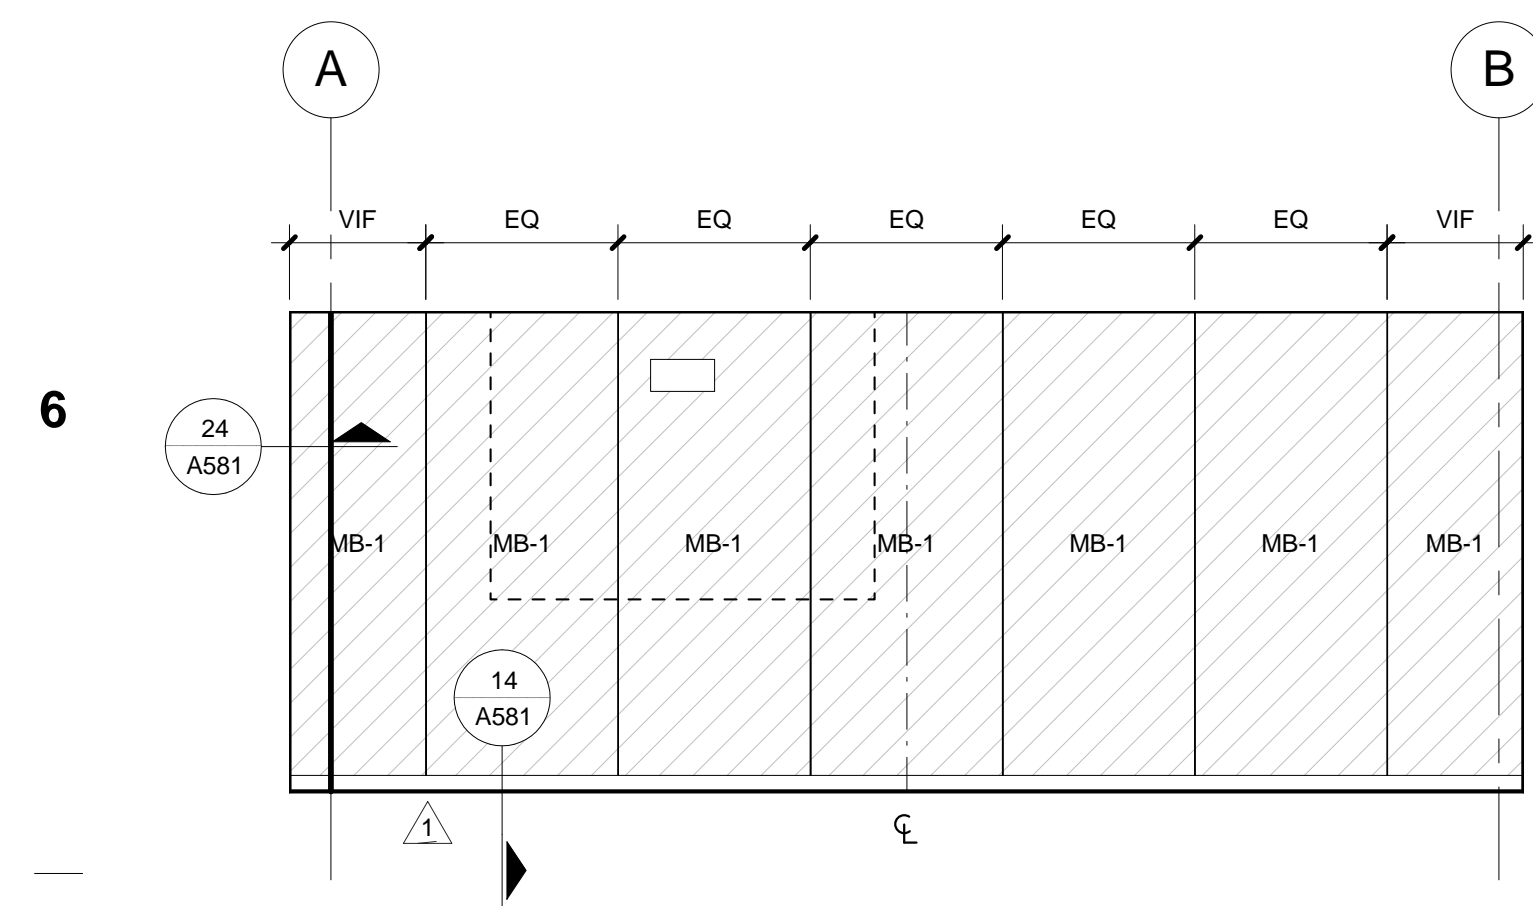 A
B
VIF EQ EQ EQ EQ EQ VIF
6
24
A581
MB-1 MB-1 MB-1 MB-1 MB-1 MB-1 MB-1
14
A581
1
℄